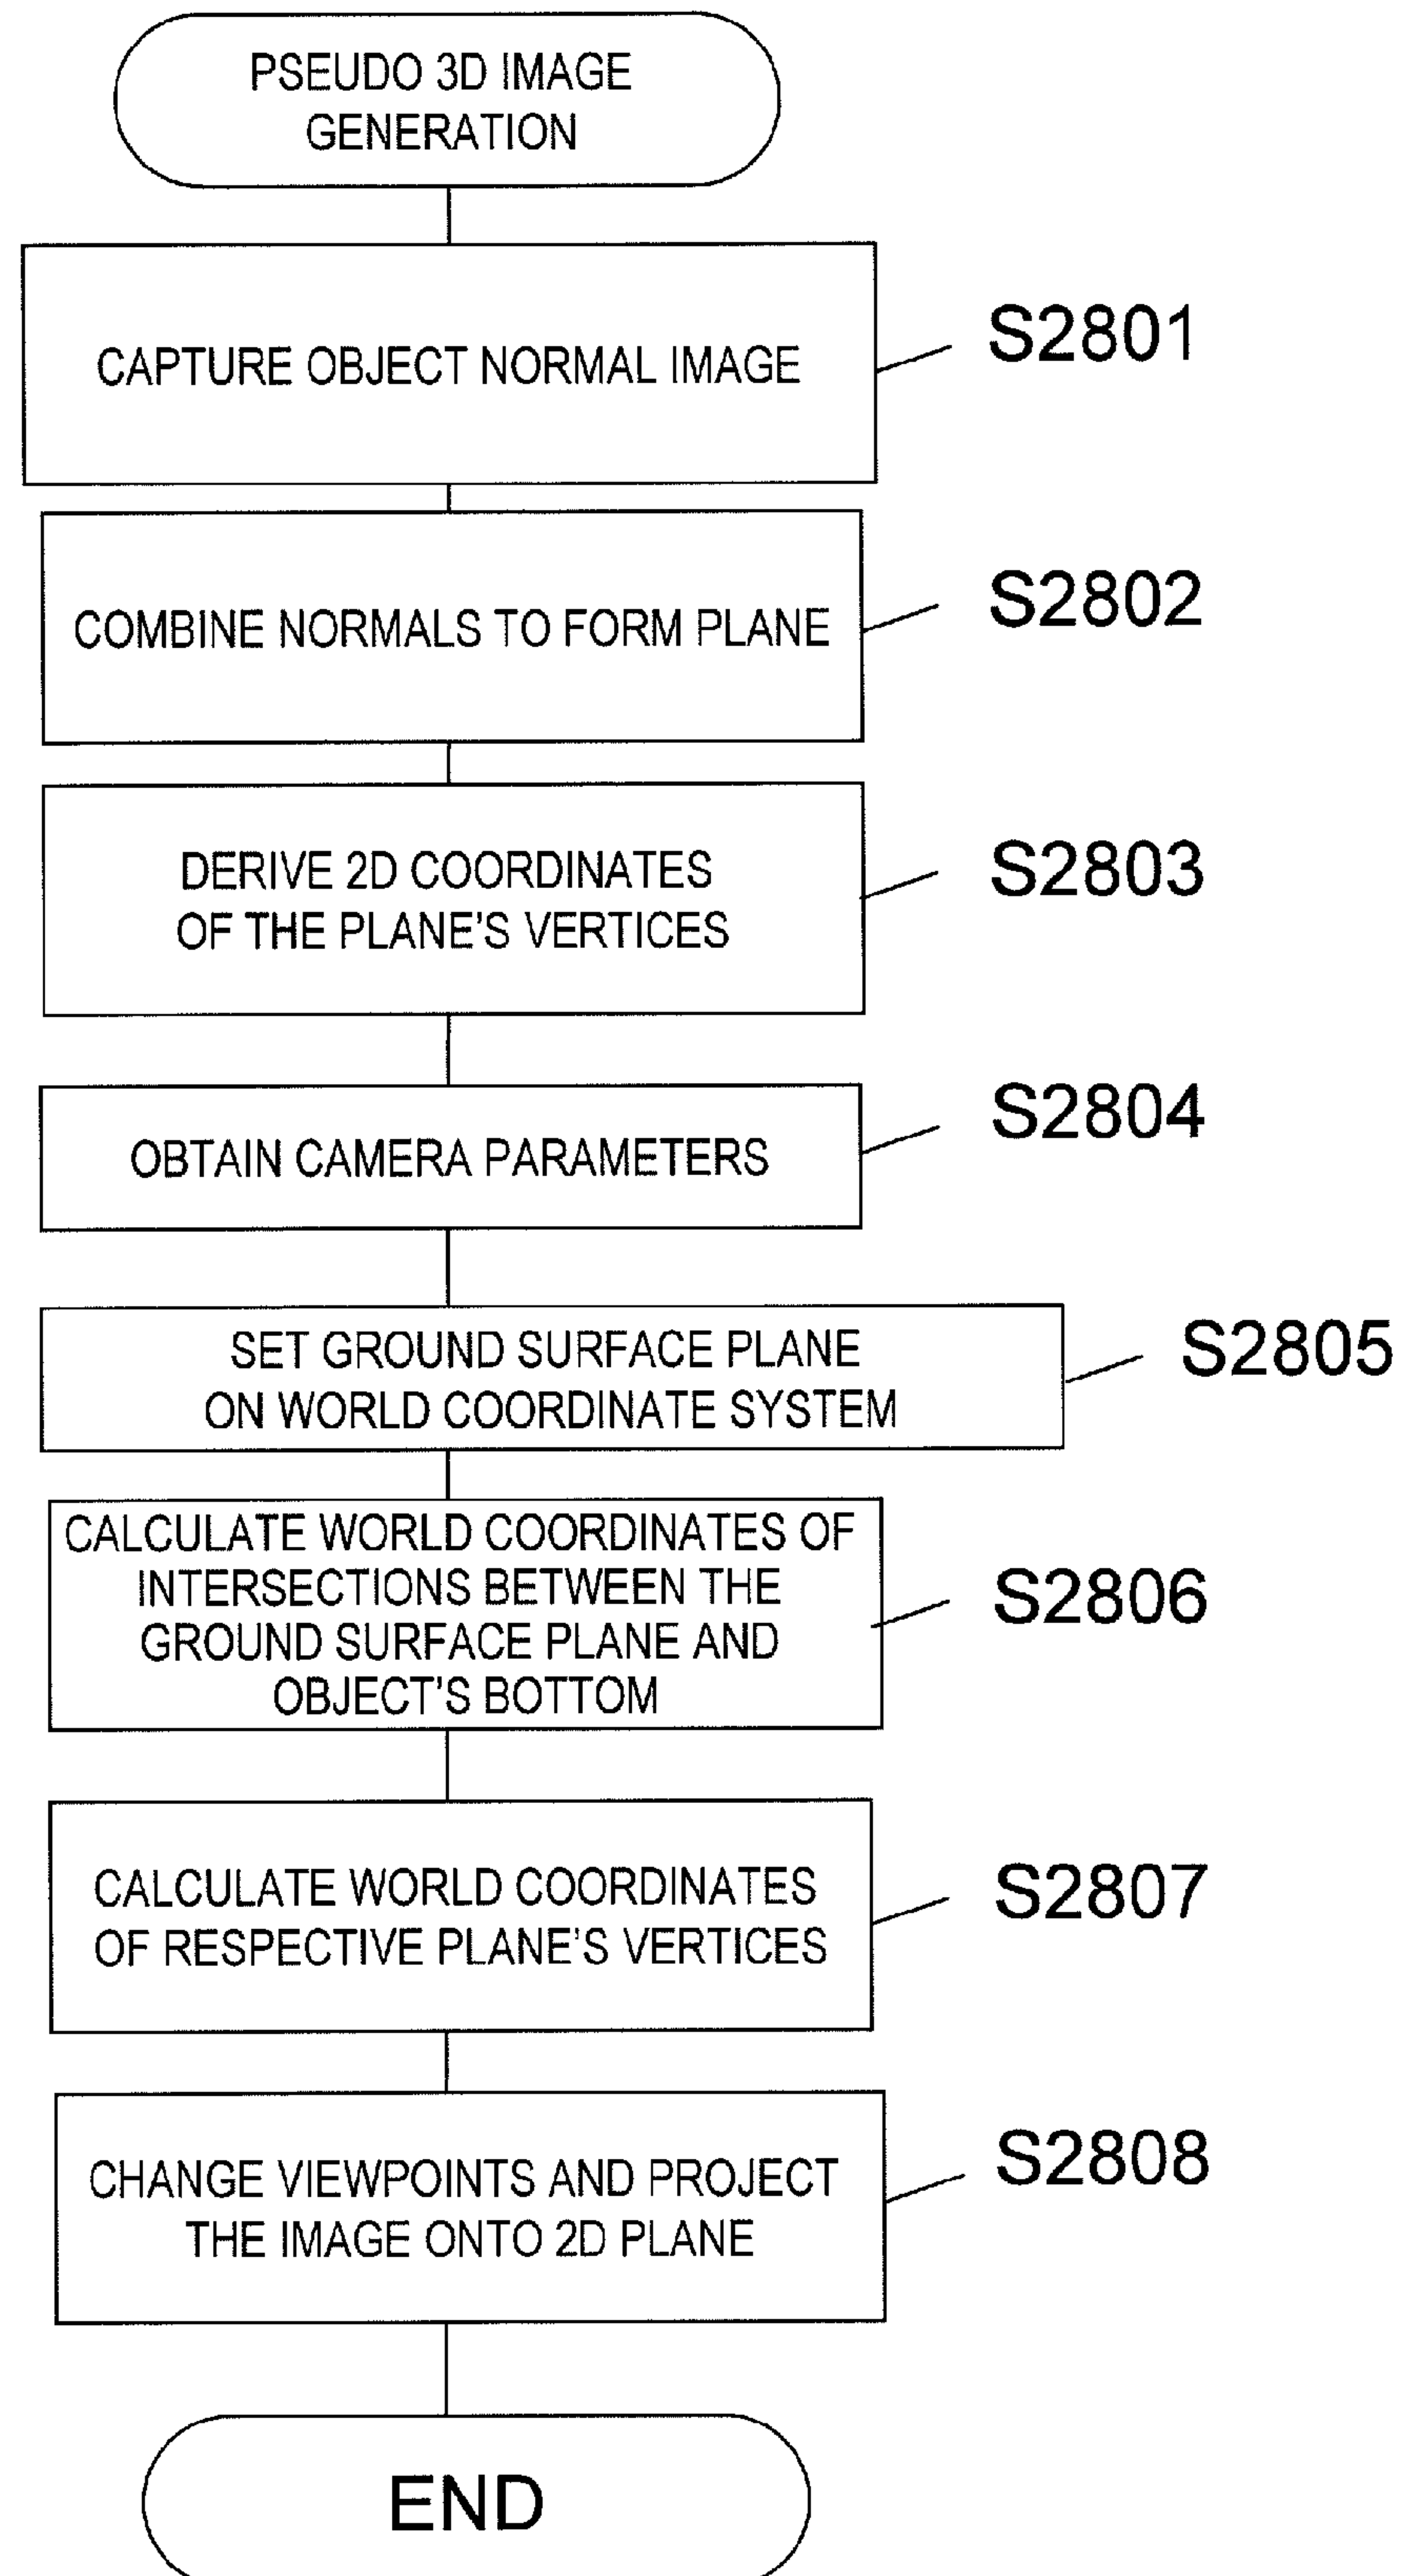 PSEUDO 3D IMAGE
GENERATION
CAPTURE OBJECT NORMAL IMAGE
S2801
COMBINE NORMALS TO FORM PLANE
S2802
DERIVE 2D COORDINATES
OF THE PLANE'S VERTICES
S2803
OBTAIN CAMERA PARAMETERS
S2804
SET GROUND SURFACE PLANE
ON WORLD COORDINATE SYSTEM
S2805
CALCULATE WORLD COORDINATES OF
INTERSECTIONS BETWEEN THE
GROUND SURFACE PLANE AND
OBJECT'S BOTTOM
S2806
CALCULATE WORLD COORDINATES
OF RESPECTIVE PLANE'S VERTICES
S2807
CHANGE VIEWPOINTS AND PROJECT
THE IMAGE ONTO 2D PLANE
S2808
END